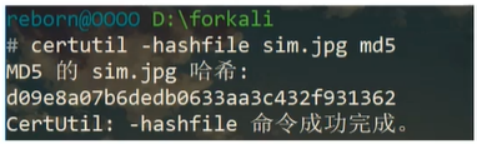 reborn@OOOO D:\forkali
# certutil -hashfile sim.jpg md5
MD5 的 sim.jpg 哈希:
d09e8a07b6dedb0633aa3c432f931362
CertUtil: -hashfile 命令成功完成。